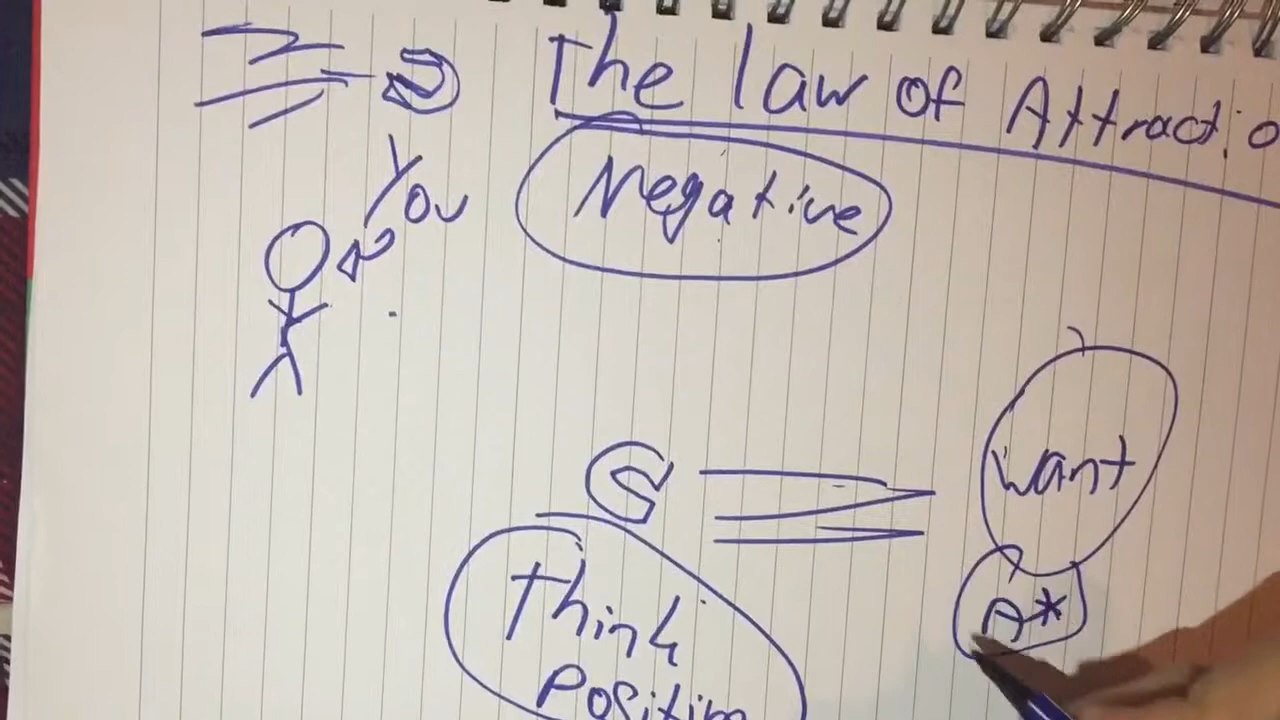 The law of Attractio
You
Negative
Want
A*
Think
Positive